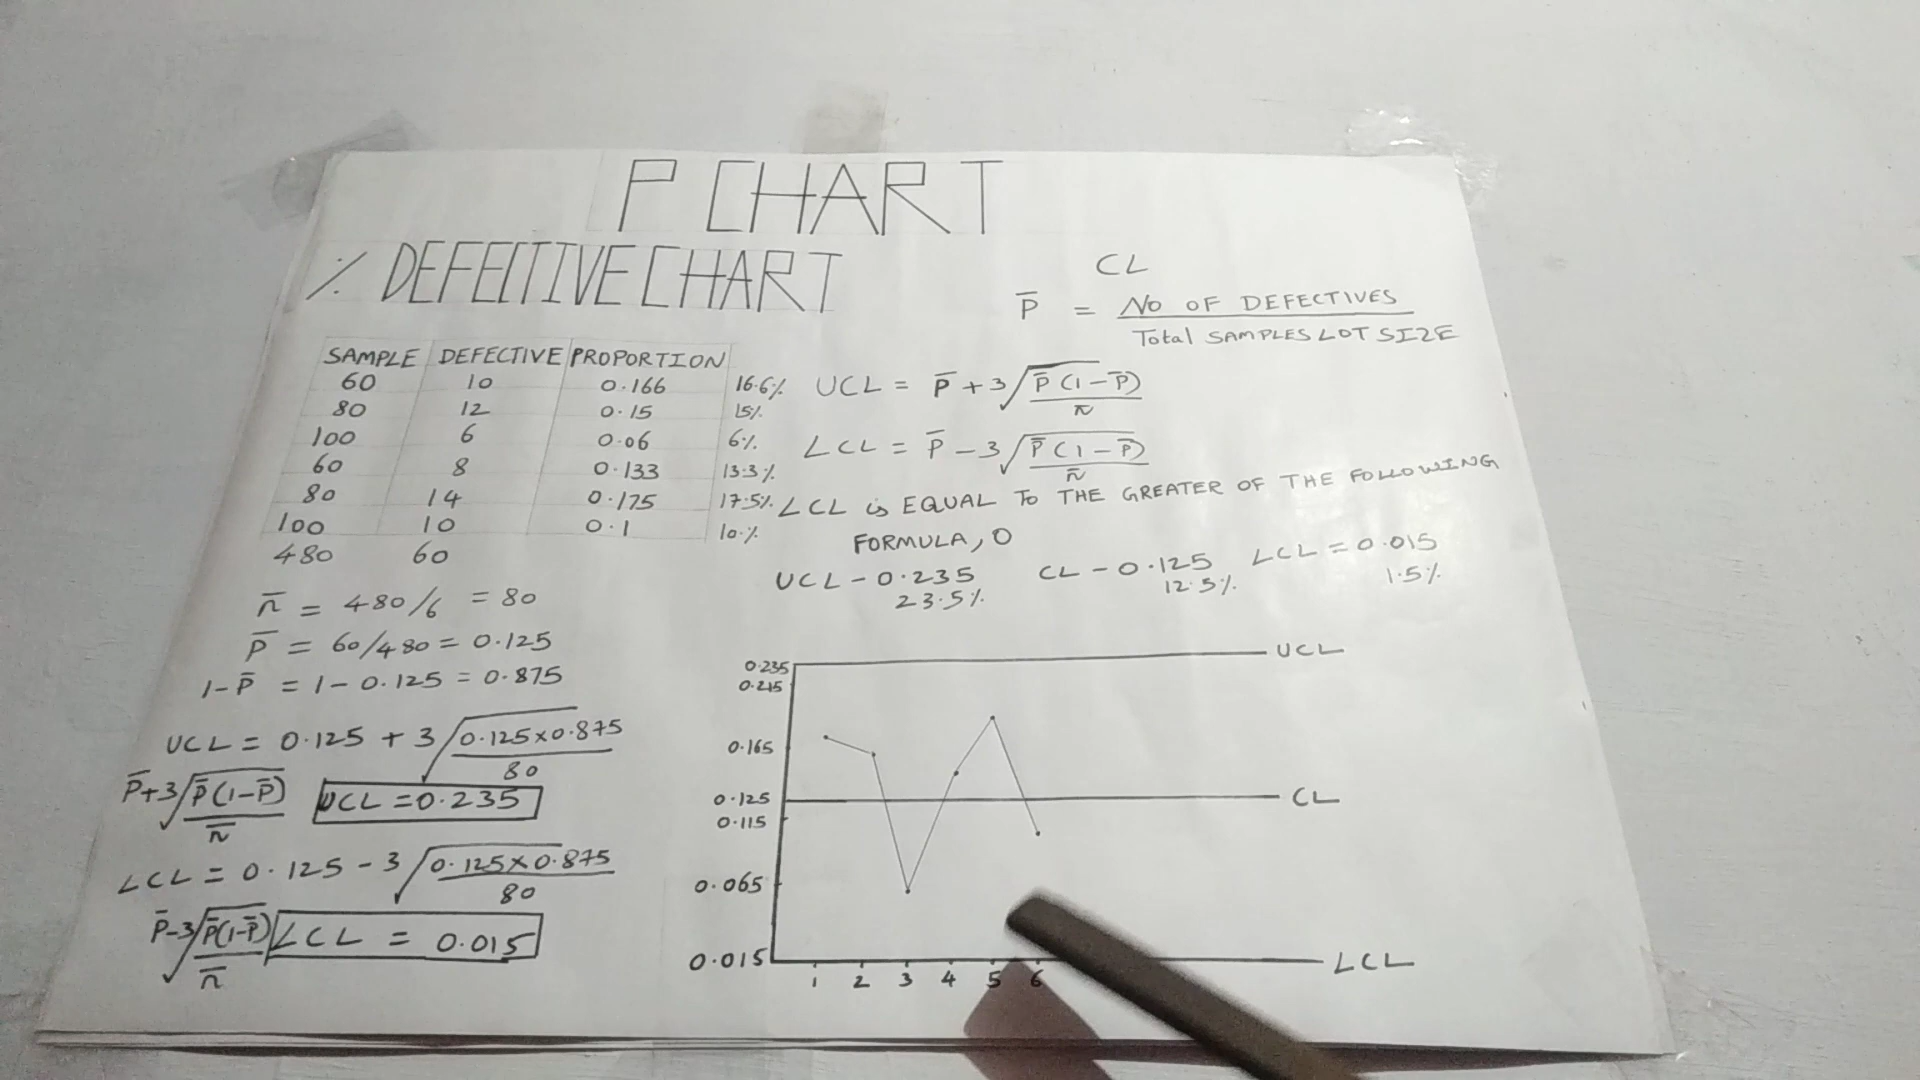 P CHART
% DEFECTIVE CHART
SAMPLE DEFECTIVE PROPORTION
60 10 0.166 16.6%
80 12 0.15 15%
100 6 0.06 6%
60 8 0.133 13.3%
80 14 0.175 17.5%
100 10 0.1 10%
480 60
n̄ = 480/6 = 80
P̄ = 60/480 = 0.125
1-P̄ = 1-0.125 = 0.875
UCL = 0.125 + 3√0.125×0.875/80
P̄+3√P̄(1-P̄)/n̄ UCL = 0.235
LCL = 0.125 - 3√0.125×0.875/80
P̄-3√P̄(1-P̄)/n̄ LCL = 0.015
CL
P̄ = No OF DEFECTIVES
Total SAMPLES LOT SIZE
UCL = P̄ + 3√P̄(1-P̄)/n̄
LCL = P̄ - 3√P̄(1-P̄)/n̄
LCL is EQUAL To THE GREATER OF THE FOLLOWING
FORMULA, 0
UCL - 0.235 CL - 0.125 LCL = 0.015
23.5% 12.5% 1.5%
0.235 UCL
0.215
0.165
0.125 CL
0.115
0.065
0.015 LCL
1 2 3 4 5 6